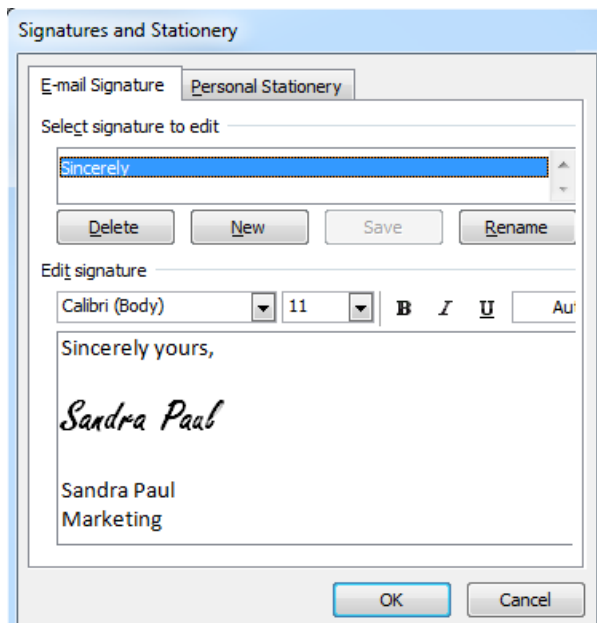 Signatures and Stationery
E-mail Signature Personal Stationery
Select signature to edit
Sincerely
Delete New Save Rename
Edit signature
Calibri (Body) 11 B I U Aut
Sincerely yours,
Sandra Paul
Sandra Paul
Marketing
OK Cancel